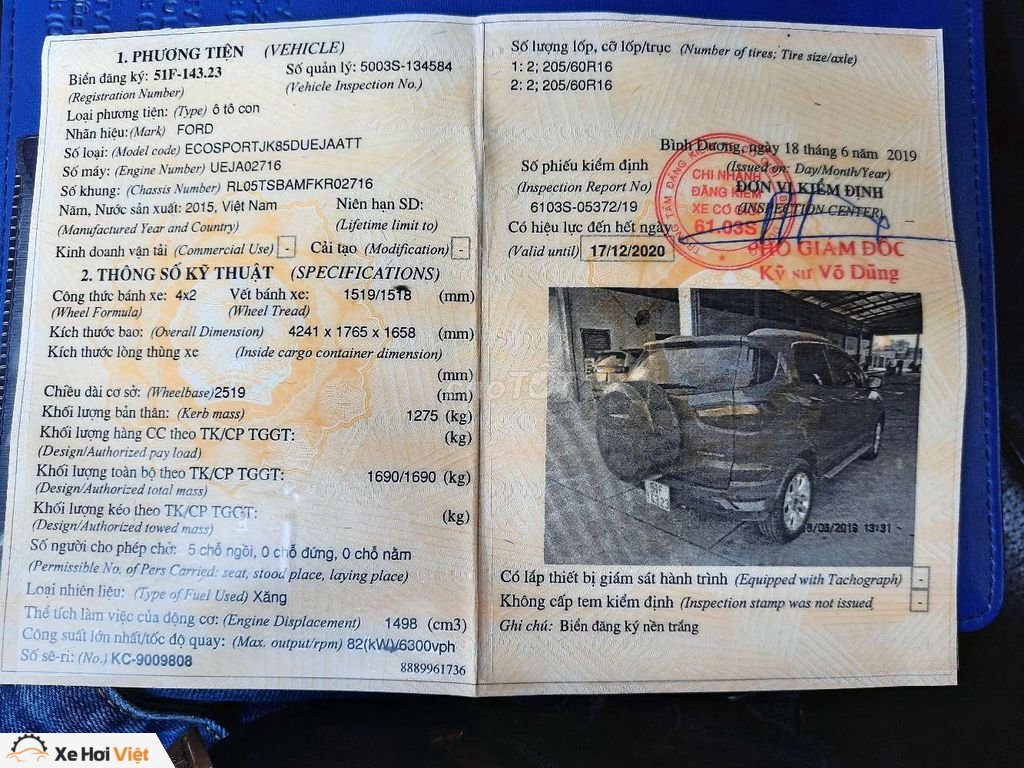 1. PHƯƠNG TIỆN (VEHICLE)
Biển đăng ký: 51F-143.23 Số quản lý: 5003S-134584
(Registration Number) (Vehicle Inspection No.)
Loại phương tiện: (Type) ô tô con
Nhãn hiệu: (Mark) FORD
Số loại: (Model code) ECOSPORTJK85DUEJAATT
Số máy: (Engine Number) UEJA02716
Số khung: (Chassis Number) RL05TSBAMFKR02716
Năm, Nước sản xuất: 2015, Việt Nam Niên hạn SD:
(Manufactured Year and Country) (Lifetime limit to)
Kinh doanh vận tải (Commercial Use) - Cải tạo (Modification) -
2. THÔNG SỐ KỸ THUẬT (SPECIFICATIONS)
Công thức bánh xe: 4x2 Vết bánh xe: 1519/1518 (mm)
(Wheel Formula) (Wheel Tread)
Kích thước bao: (Overall Dimension) 4241 x 1765 x 1658 (mm)
Kích thước lòng thùng xe (Inside cargo container dimension)
(mm)
Chiều dài cơ sở: (Wheelbase) 2519 (mm)
Khối lượng bản thân: (Kerb mass) 1275 (kg)
Khối lượng hàng CC theo TK/CP TGGT: (kg)
(Design/Authorized pay load)
Khối lượng toàn bộ theo TK/CP TGGT: 1690/1690 (kg)
(Design/Authorized total mass)
Khối lượng kéo theo TK/CP TGGT: (kg)
(Design/Authorized towed mass)
Số người cho phép chở: 5 chỗ ngồi, 0 chỗ đứng, 0 chỗ nằm
(Permissible No. of Pers Carried: seat, stood place, laying place)
Loại nhiên liệu: (Type of Fuel Used) Xăng
Thể tích làm việc của động cơ: (Engine Displacement) 1498 (cm3)
Công suất lớn nhất/tốc độ quay: (Max. output/rpm) 82(kW)/6300vph
Số sê-ri: (No.) KC-9009808
8889961736
Số lượng lốp, cỡ lốp/trục (Number of tires; Tire size/axle)
1: 2; 205/60R16
2: 2; 205/60R16
Bình Dương, ngày 18 tháng 6 năm 2019
Số phiếu kiểm định (Issued on: Day/Month/Year)
(Inspection Report No) ĐƠN VỊ KIỂM ĐỊNH
6103S-05372/19 (INSPECTION CENTER)
CHI NHÁNH
ĐĂNG KIỂM
XE CƠ GIỚI
61.03S
Có hiệu lực đến hết ngày
(Valid until) 17/12/2020
PHÓ GIÁM ĐỐC
Kỹ sư Võ Dũng
13:31
Có lắp thiết bị giám sát hành trình (Equipped with Tachograph) -
Không cấp tem kiểm định (Inspection stamp was not issued) -
Ghi chú: Biển đăng ký nền trắng
Xe Hơi Việt